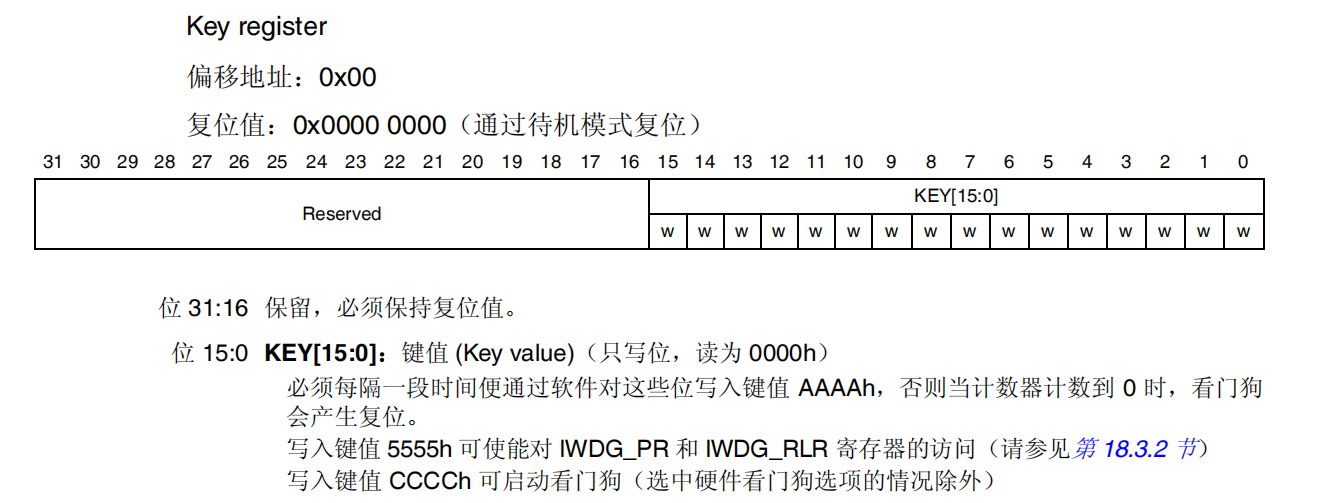 Key register
偏移地址：0x00
复位值：0x0000 0000（通过待机模式复位）
31 30 29 28 27 26 25 24 23 22 21 20 19 18 17 16 15 14 13 12 11 10 9 8 7 6 5 4 3 2 1 0
Reserved KEY[15:0]
w w w w w w w w w w w w w w w w
位 31:16 保留，必须保持复位值。
位 15:0 KEY[15:0]：键值 (Key value)（只写位，读为 0000h）
必须每隔一段时间便通过软件对这些位写入键值 AAAAh，否则当计数器计数到 0 时，看门狗
会产生复位。
写入键值 5555h 可使能对 IWDG_PR 和 IWDG_RLR 寄存器的访问（请参见第 18.3.2 节）
写入键值 CCCCh 可启动看门狗（选中硬件看门狗选项的情况除外）